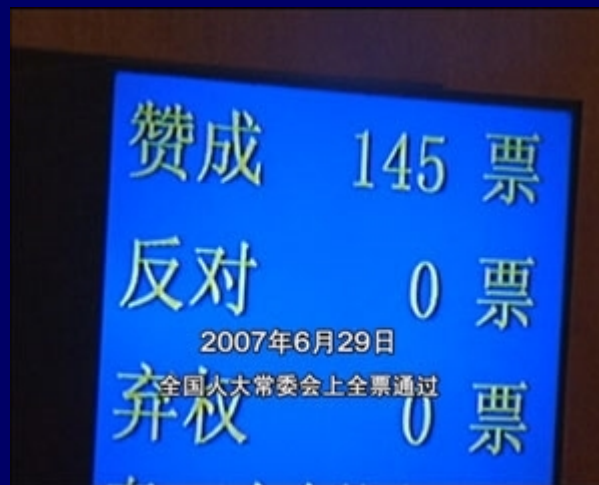 赞成 145 票
反对 0 票
2007年6月29日
全国人大常委会上全票通过
弃权 0 票